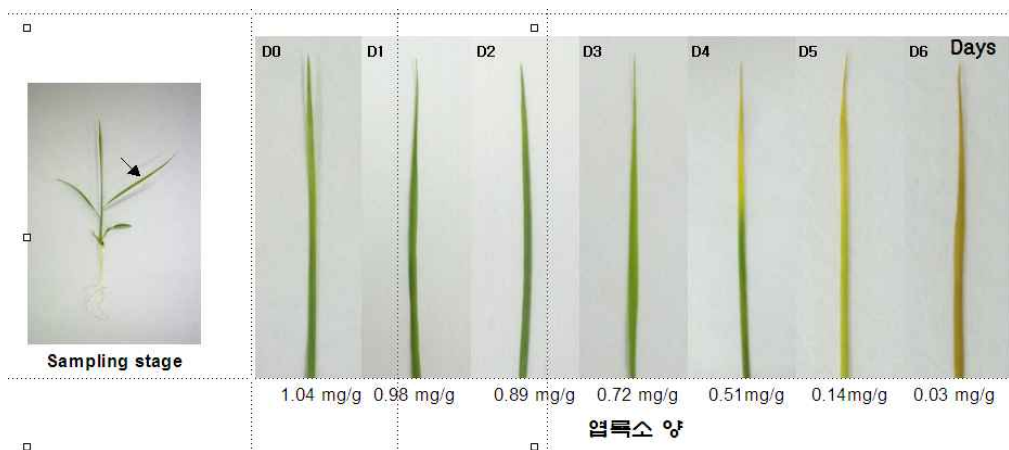 D0 D1 D2 D3 D4 D5 D6 Days
Sampling stage
1.04 mg/g 0.98 mg/g 0.89 mg/g 0.72 mg/g 0.51mg/g 0.14mg/g 0.03 mg/g
엽록소 양